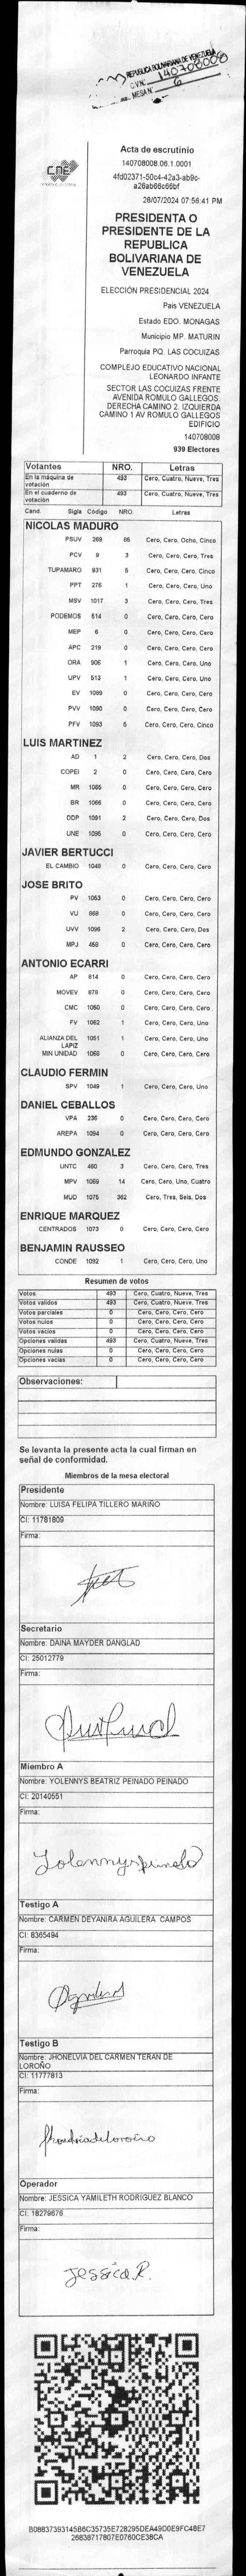 REPUBLICA BOLIVARIANA DE VENEZUELA
C.V.N°: 140708008
MESA N° 6
CNE
Acta de escrutinio
140708008.06.1.0001
4fd02371-50c4-42a3-ab9c-
a26ab66c66bf
28/07/2024 07:56:41 PM
PRESIDENTA O
PRESIDENTE DE LA
REPUBLICA
BOLIVARIANA DE
VENEZUELA
ELECCIÓN PRESIDENCIAL 2024
Pais VENEZUELA
Estado EDO. MONAGAS
Municipio MP. MATURIN
Parroquia PQ. LAS COCUIZAS
COMPLEJO EDUCATIVO NACIONAL
LEONARDO INFANTE
SECTOR LAS COCUIZAS FRENTE
AVENIDA ROMULO GALLEGOS.
DERECHA CAMINO 2. IZQUIERDA
CAMINO 1 AV ROMULO GALLEGOS
EDIFICIO
140708008
939 Electores
Votantes NRO. Letras
En la máquina de votación 493 Cero, Cuatro, Nueve, Tres
En el cuaderno de votación 493 Cero, Cuatro, Nueve, Tres
Cand. Sigla Código NRO. Letras
NICOLAS MADURO
PSUV 269 85 Cero, Cero, Ocho, Cinco
PCV 9 3 Cero, Cero, Cero, Tres
TUPAMARO 931 5 Cero, Cero, Cero, Cinco
PPT 276 1 Cero, Cero, Cero, Uno
MSV 1017 3 Cero, Cero, Cero, Tres
PODEMOS 514 0 Cero, Cero, Cero, Cero
MEP 6 0 Cero, Cero, Cero, Cero
APC 219 0 Cero, Cero, Cero, Cero
ORA 906 1 Cero, Cero, Cero, Uno
UPV 513 1 Cero, Cero, Cero, Uno
EV 1089 0 Cero, Cero, Cero, Cero
PVV 1090 0 Cero, Cero, Cero, Cero
PFV 1093 5 Cero, Cero, Cero, Cinco
LUIS MARTINEZ
AD 1 2 Cero, Cero, Cero, Dos
COPEI 2 0 Cero, Cero, Cero, Cero
MR 1065 0 Cero, Cero, Cero, Cero
BR 1066 0 Cero, Cero, Cero, Cero
DDP 1091 2 Cero, Cero, Cero, Dos
UNE 1095 0 Cero, Cero, Cero, Cero
JAVIER BERTUCCI
EL CAMBIO 1048 0 Cero, Cero, Cero, Cero
JOSE BRITO
PV 1053 0 Cero, Cero, Cero, Cero
VU 868 0 Cero, Cero, Cero, Cero
UVV 1096 2 Cero, Cero, Cero, Dos
MPJ 458 0 Cero, Cero, Cero, Cero
ANTONIO ECARRI
AP 814 0 Cero, Cero, Cero, Cero
MOVEV 878 0 Cero, Cero, Cero, Cero
CMC 1050 0 Cero, Cero, Cero, Cero
FV 1062 1 Cero, Cero, Cero, Uno
ALIANZA DEL LAPIZ 1051 1 Cero, Cero, Cero, Uno
MIN UNIDAD 1068 0 Cero, Cero, Cero, Cero
CLAUDIO FERMIN
SPV 1049 1 Cero, Cero, Cero, Uno
DANIEL CEBALLOS
VPA 236 0 Cero, Cero, Cero, Cero
AREPA 1094 0 Cero, Cero, Cero, Cero
EDMUNDO GONZALEZ
UNTC 460 3 Cero, Cero, Cero, Tres
MPV 1069 14 Cero, Cero, Uno, Cuatro
MUD 1075 362 Cero, Tres, Seis, Dos
ENRIQUE MARQUEZ
CENTRADOS 1073 0 Cero, Cero, Cero, Cero
BENJAMIN RAUSSEO
CONDE 1092 1 Cero, Cero, Cero, Uno
Resumen de votos
Votos 493 Cero, Cuatro, Nueve, Tres
Votos validos 493 Cero, Cuatro, Nueve, Tres
Votos parciales 0 Cero, Cero, Cero, Cero
Votos nulos 0 Cero, Cero, Cero, Cero
Votos vacios 0 Cero, Cero, Cero, Cero
Opciones validas 493 Cero, Cuatro, Nueve, Tres
Opciones nulas 0 Cero, Cero, Cero, Cero
Opciones vacias 0 Cero, Cero, Cero, Cero
Observaciones:
Se levanta la presente acta la cual firman en
señal de conformidad.
Miembros de la mesa electoral
Presidente
Nombre: LUISA FELIPA TILLERO MARIÑO
CI: 11781809
Firma:
Secretario
Nombre: DAINA MAYDER DANGLAD
CI: 25012779
Firma:
Miembro A
Nombre: YOLENNYS BEATRIZ PEINADO PEINADO
CI: 20140551
Firma:
Yolennys peinado
Testigo A
Nombre: CARMEN DEYANIRA AGUILERA CAMPOS
CI: 8365494
Firma:
Testigo B
Nombre: JHONELVIA DEL CARMEN TERAN DE
LOROÑO
CI: 11777813
Firma:
Operador
Nombre: JESSICA YAMILETH RODRIGUEZ BLANCO
CI: 18279676
Firma:
Jessica R.
B08837393145B6C35735E728295DEA49D0E9FC48E7
26838717807E0760CE38CA